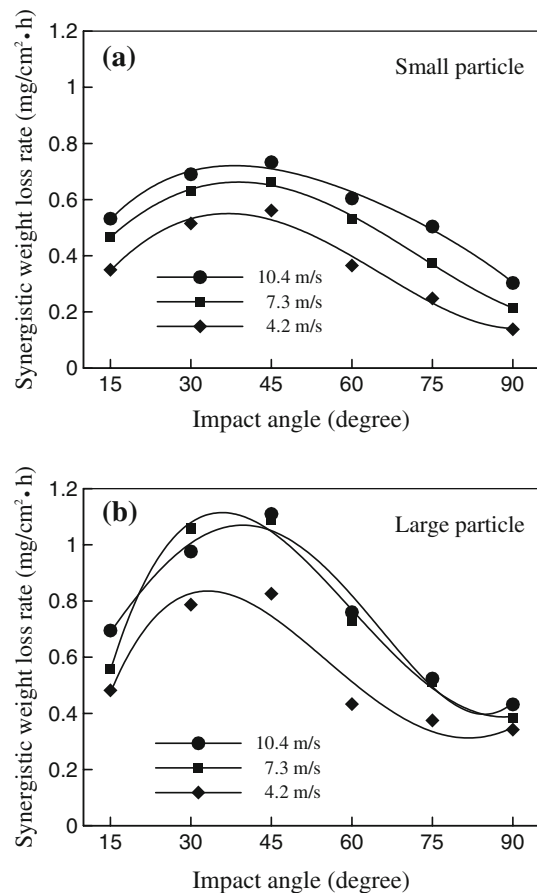 (a)
Small particle
Synergistic weight loss rate (mg/cm²•h)
1.2
1
0.8
0.6
0.4
0.2
0
10.4 m/s
7.3 m/s
4.2 m/s
15 30 45 60 75 90
Impact angle (degree)
(b)
Large particle
Synergistic weight loss rate (mg/cm²•h)
1.2
1
0.8
0.6
0.4
0.2
0
10.4 m/s
7.3 m/s
4.2 m/s
15 30 45 60 75 90
Impact angle (degree)